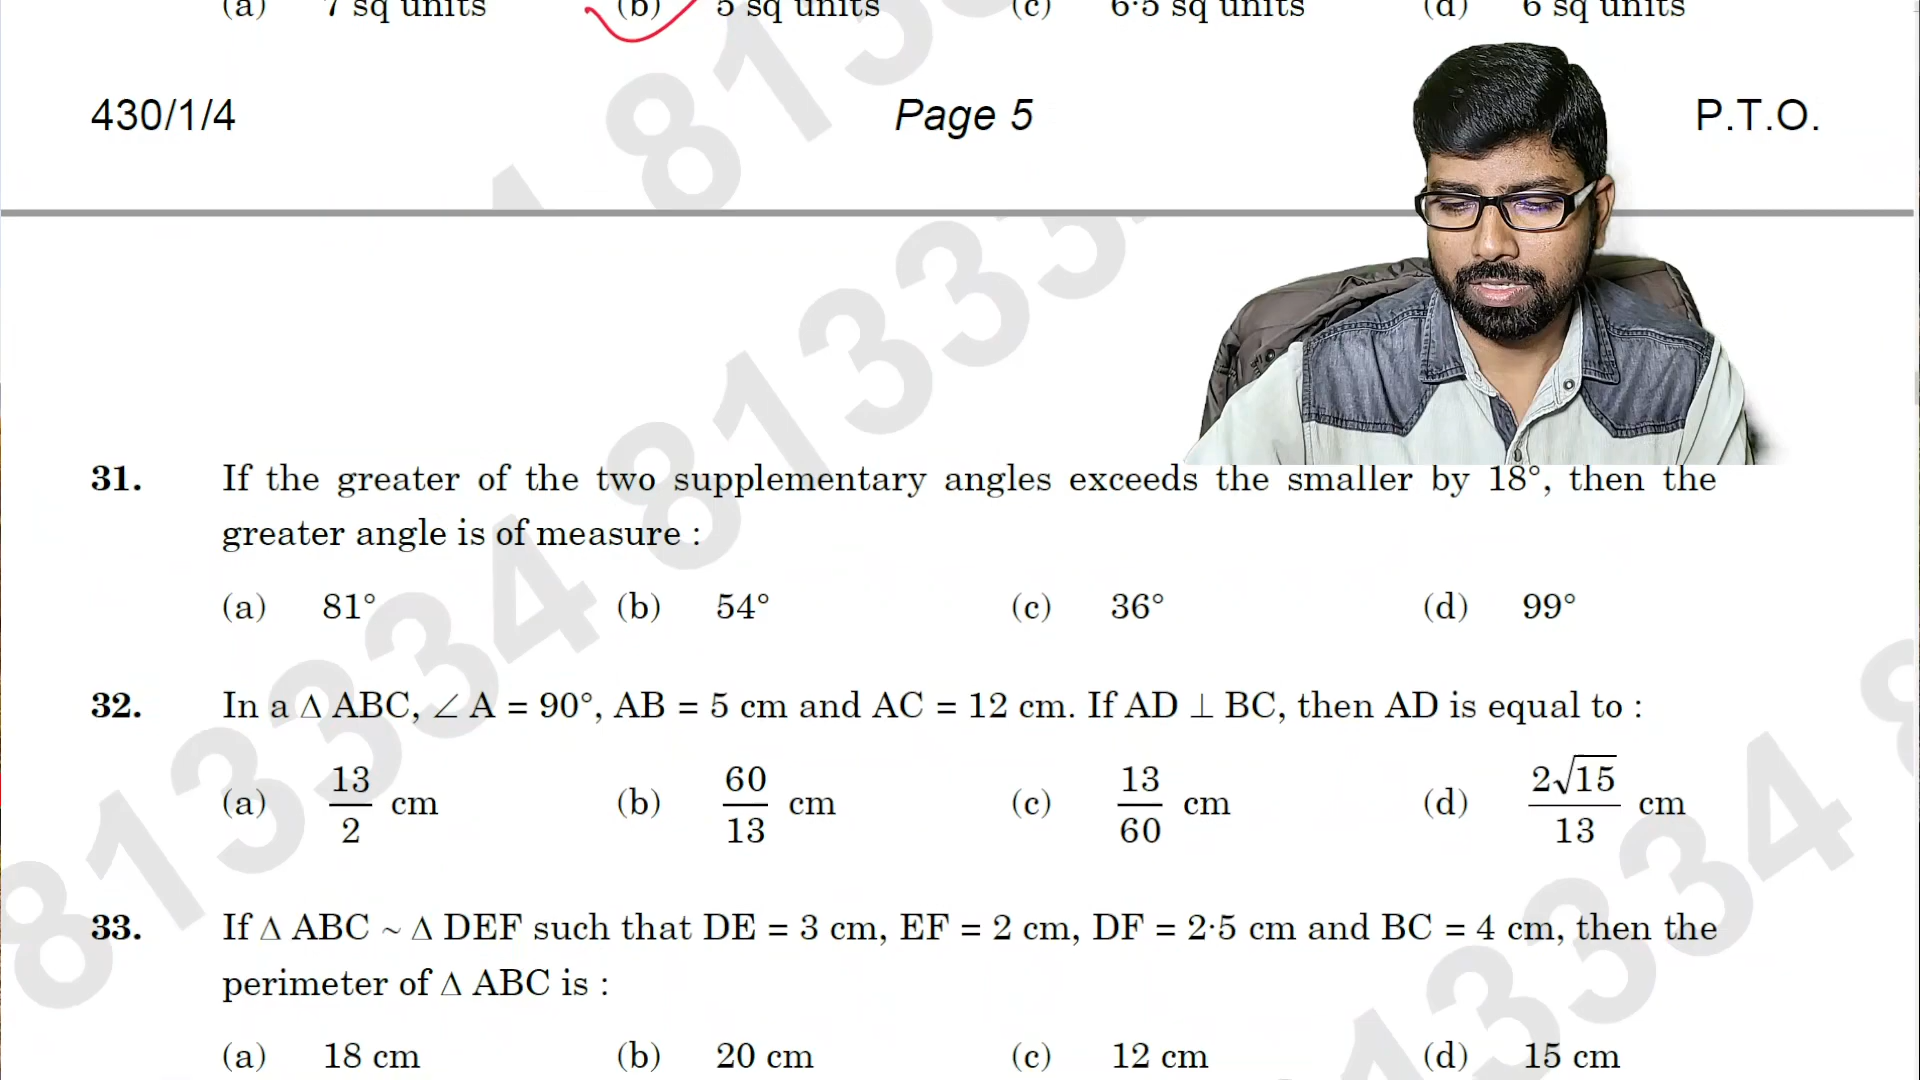 (a) 7 sq units (b) 5 sq units (c) 6·5 sq units (d) 6 sq units
430/1/4 Page 5 P.T.O.
31. If the greater of the two supplementary angles exceeds the smaller by 18°, then the
greater angle is of measure :
(a) 81° (b) 54° (c) 36° (d) 99°
32. In a Δ ABC, ∠ A = 90°, AB = 5 cm and AC = 12 cm. If AD ⊥ BC, then AD is equal to :
(a) 13/2 cm (b) 60/13 cm (c) 13/60 cm (d) 2√15/13 cm
33. If Δ ABC ~ Δ DEF such that DE = 3 cm, EF = 2 cm, DF = 2·5 cm and BC = 4 cm, then the
perimeter of Δ ABC is :
(a) 18 cm (b) 20 cm (c) 12 cm (d) 15 cm